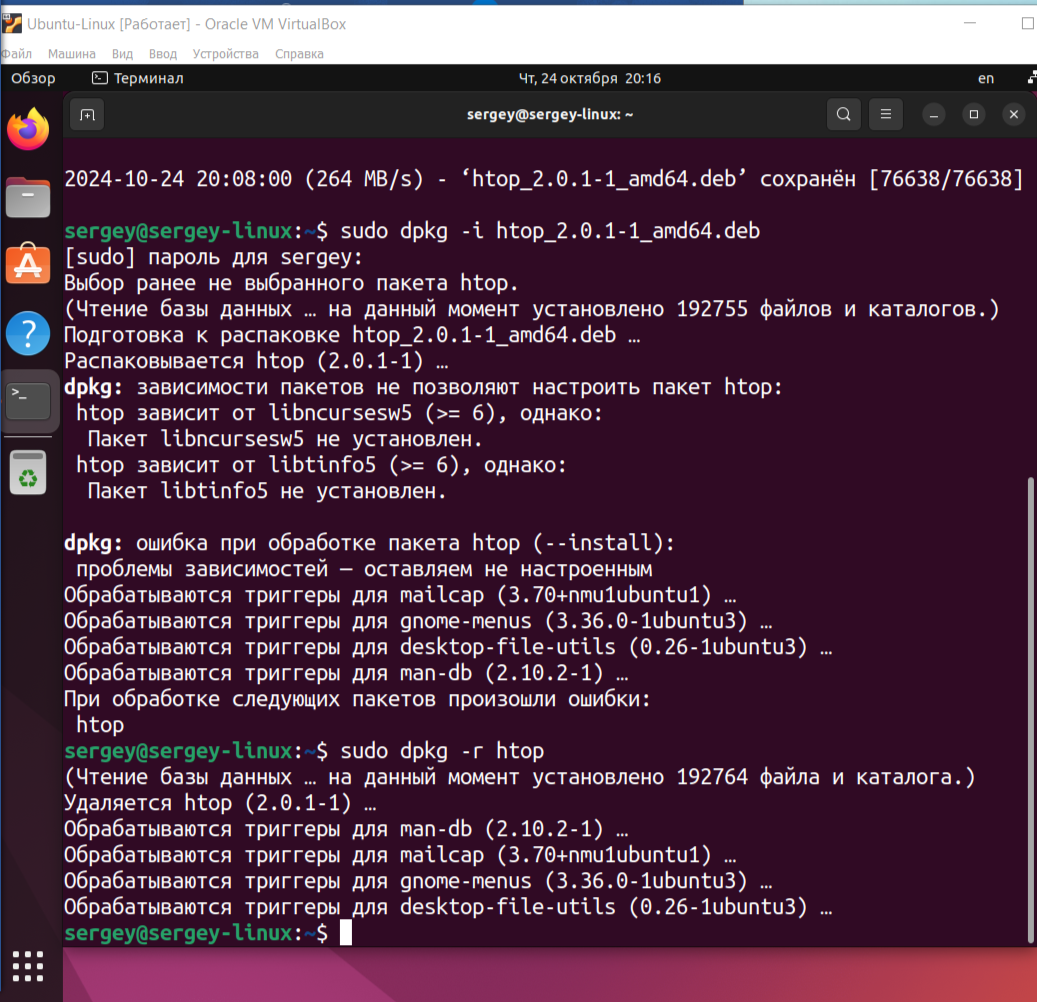 Ubuntu-Linux [Работает] - Oracle VM VirtualBox
Файл Машина Вид Ввод Устройства Справка
Обзор Терминал Чт, 24 октября 20:16 en
sergey@sergey-linux: ~
2024-10-24 20:08:00 (264 MB/s) - ‘htop_2.0.1-1_amd64.deb’ сохранён [76638/76638]
sergey@sergey-linux:~$ sudo dpkg -i htop_2.0.1-1_amd64.deb
[sudo] пароль для sergey:
Выбор ранее не выбранного пакета htop.
(Чтение базы данных … на данный момент установлено 192755 файлов и каталогов.)
Подготовка к распаковке htop_2.0.1-1_amd64.deb …
Распаковывается htop (2.0.1-1) …
dpkg: зависимости пакетов не позволяют настроить пакет htop:
htop зависит от libncursesw5 (>= 6), однако:
Пакет libncursesw5 не установлен.
htop зависит от libtinfo5 (>= 6), однако:
Пакет libtinfo5 не установлен.
dpkg: ошибка при обработке пакета htop (--install):
проблемы зависимостей — оставляем не настроенным
Обрабатываются триггеры для mailcap (3.70+nmu1ubuntu1) …
Обрабатываются триггеры для gnome-menus (3.36.0-1ubuntu3) …
Обрабатываются триггеры для desktop-file-utils (0.26-1ubuntu3) …
Обрабатываются триггеры для man-db (2.10.2-1) …
При обработке следующих пакетов произошли ошибки:
htop
sergey@sergey-linux:~$ sudo dpkg -r htop
(Чтение базы данных … на данный момент установлено 192764 файла и каталога.)
Удаляется htop (2.0.1-1) …
Обрабатываются триггеры для man-db (2.10.2-1) …
Обрабатываются триггеры для mailcap (3.70+nmu1ubuntu1) …
Обрабатываются триггеры для gnome-menus (3.36.0-1ubuntu3) …
Обрабатываются триггеры для desktop-file-utils (0.26-1ubuntu3) …
sergey@sergey-linux:~$